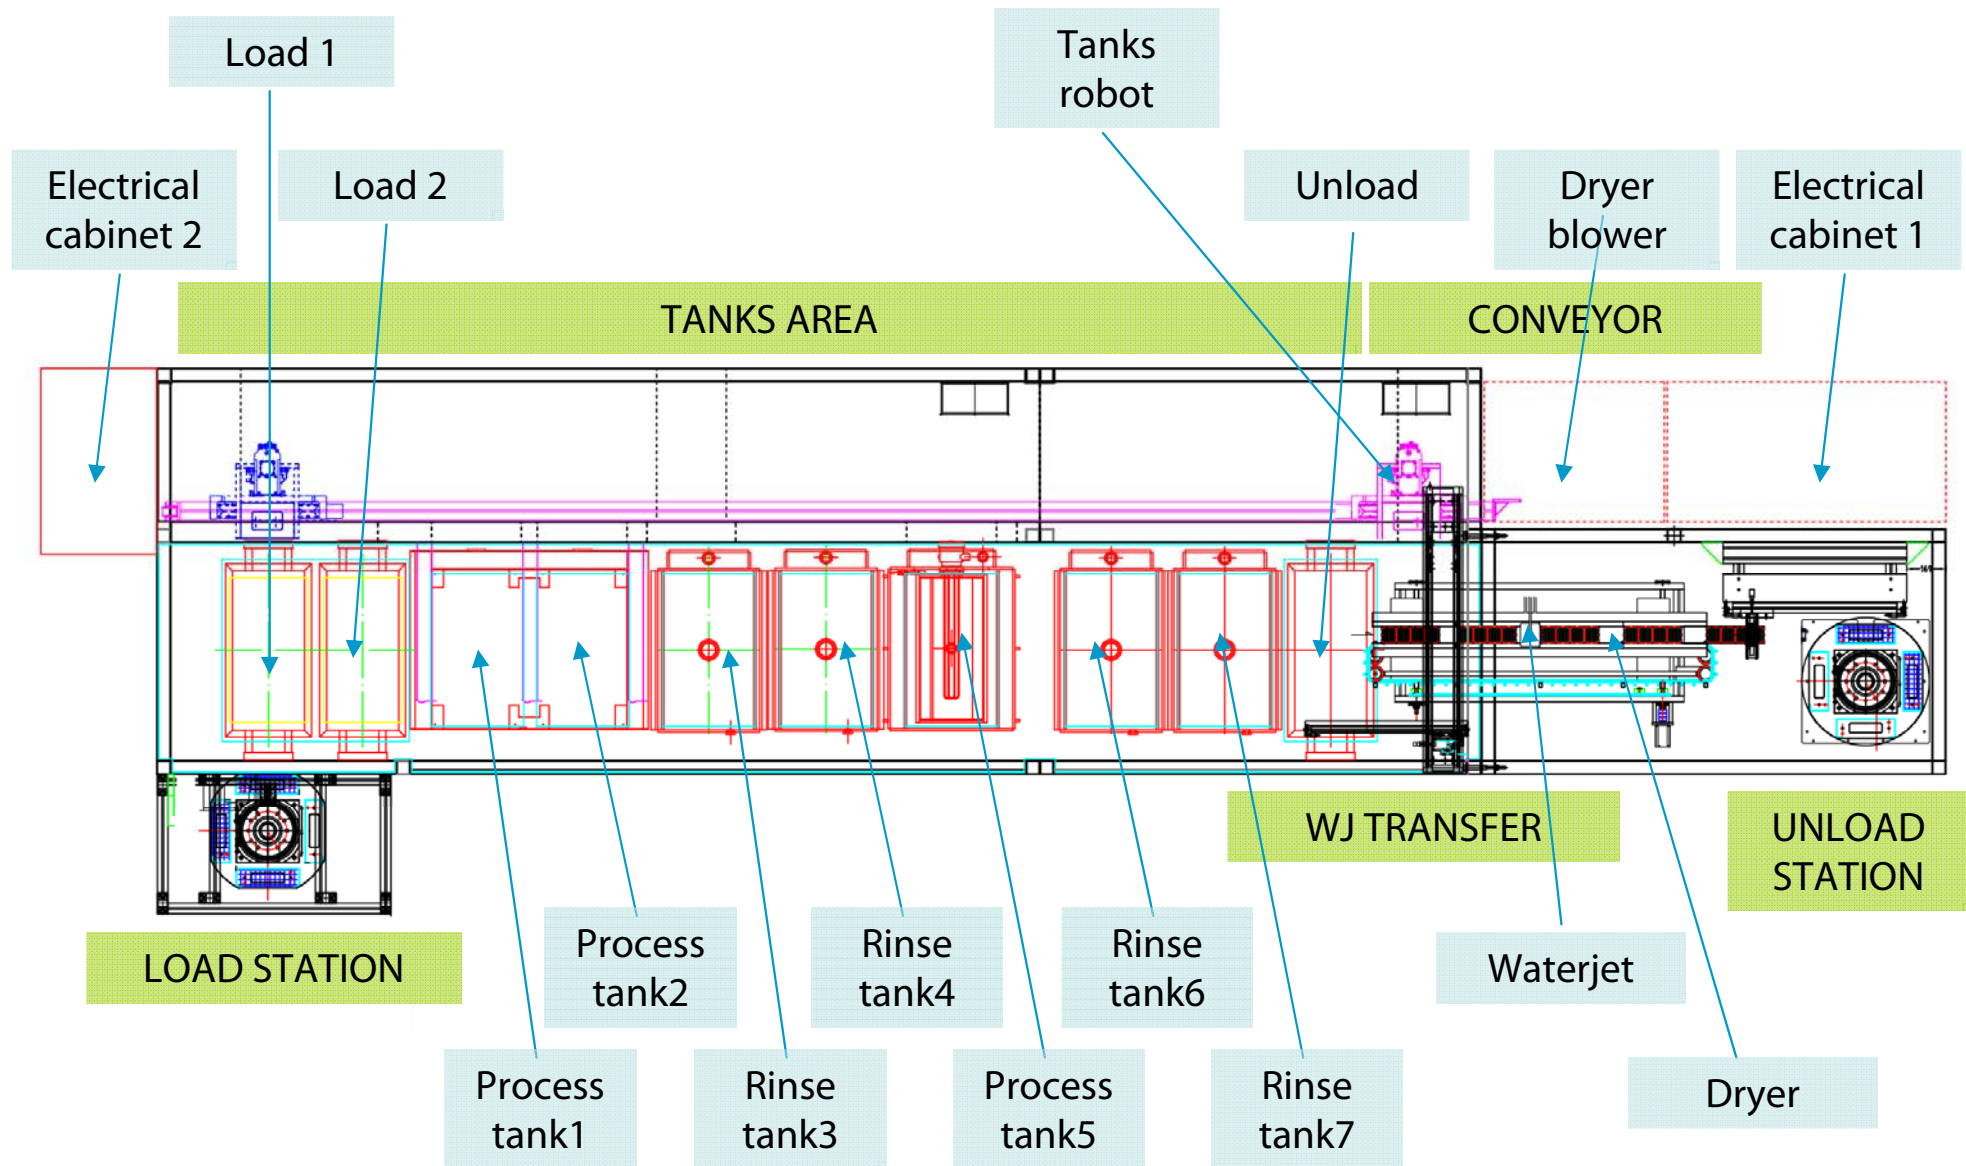 Load 1
Tanks
robot
Electrical
cabinet 2
Load 2
Unload
Dryer
blower
Electrical
cabinet 1
TANKS AREA
CONVEYOR
WJ TRANSFER
UNLOAD
STATION
LOAD STATION
Process
tank2
Rinse
tank4
Rinse
tank6
Waterjet
Process
tank1
Rinse
tank3
Process
tank5
Rinse
tank7
Dryer